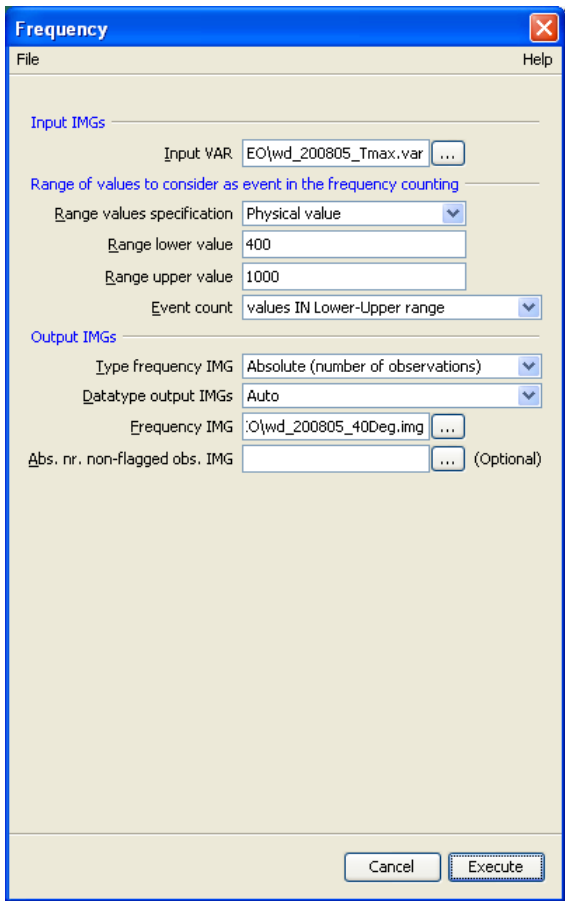 Frequency
File Help
Input IMGs
Input VAR EO\wd_200805_Tmax.var ...
Range of values to consider as event in the frequency counting
Range values specification Physical value
Range lower value 400
Range upper value 1000
Event count values IN Lower-Upper range
Output IMGs
Type frequency IMG Absolute (number of observations)
Datatype output IMGs Auto
Frequency IMG :O\wd_200805_40Deg.img ...
Abs. nr. non-flagged obs. IMG ... (Optional)
Cancel Execute